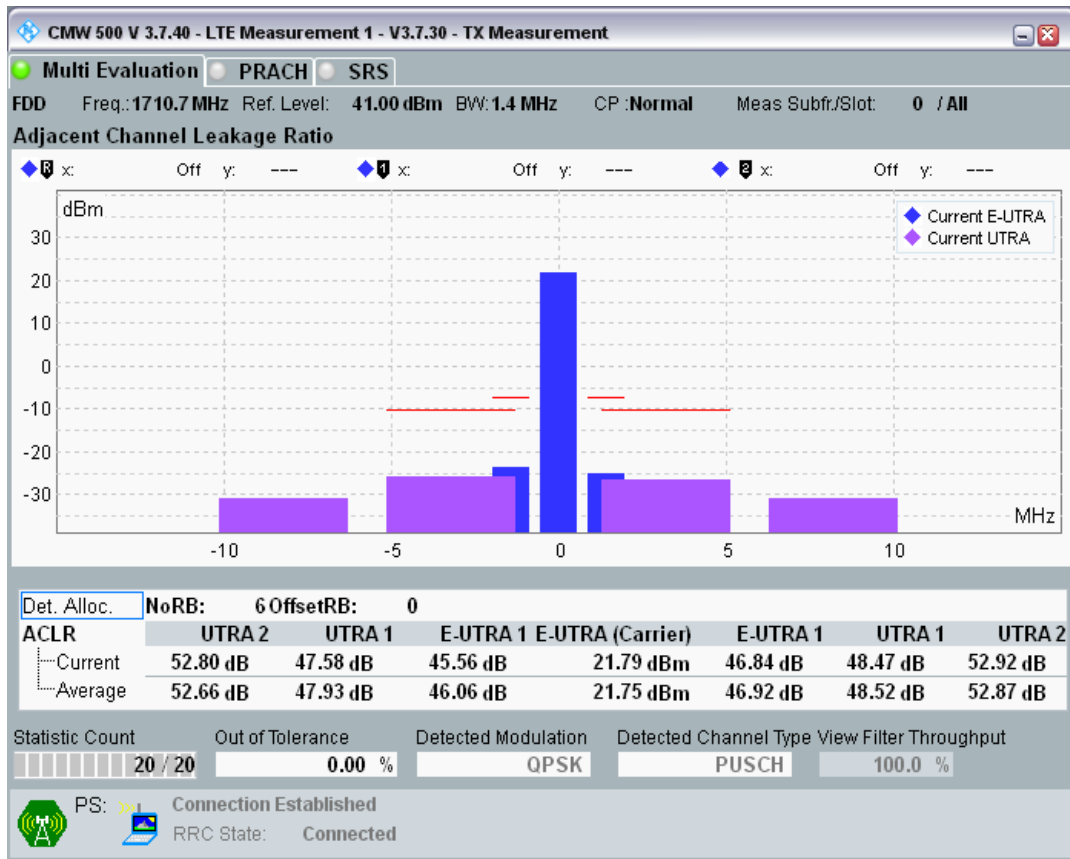 CMW 500 V 3.7.40 - LTE Measurement 1 - V3.7.30 - TX Measurement
Multi Evaluation PRACH SRS
FDD Freq.: 1710.7 MHz Ref. Level: 41.00 dBm BW: 1.4 MHz CP : Normal Meas Subfr./Slot: 0 / All
Adjacent Channel Leakage Ratio
R x: Off y: --- 1 x: Off y: --- 2 x: Off y: ---
dBm
Current E-UTRA
Current UTRA
30
20
10
0
-10
-20
-30
MHz
-10 -5 0 5 10
Det. Alloc. NoRB: 6 OffsetRB: 0
ACLR UTRA 2 UTRA 1 E-UTRA 1 E-UTRA (Carrier) E-UTRA 1 UTRA 1 UTRA 2
Current 52.80 dB 47.58 dB 45.56 dB 21.79 dBm 46.84 dB 48.47 dB 52.92 dB
Average 52.66 dB 47.93 dB 46.06 dB 21.75 dBm 46.92 dB 48.52 dB 52.87 dB
Statistic Count Out of Tolerance Detected Modulation Detected Channel Type View Filter Throughput
20 / 20 0.00 % QPSK PUSCH 100.0 %
PS: Connection Established
RRC State: Connected